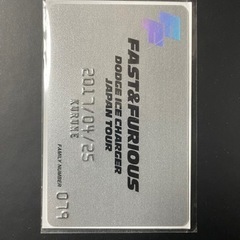 FAST&FURIOUS
DODGE ICE CHARGER
JAPAN TOUR
2017/04/25
KURUME
FAMILY NUMBER 079